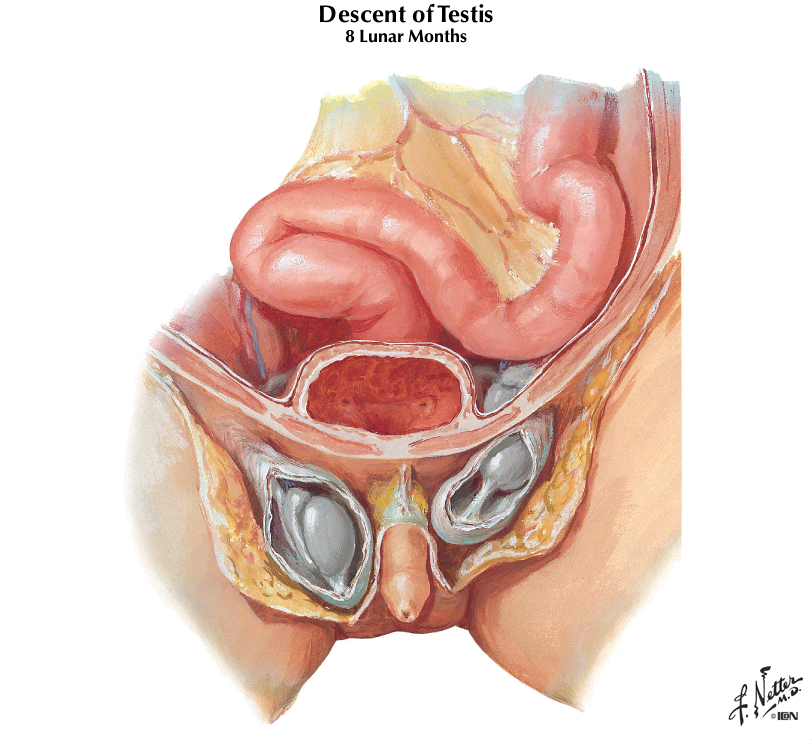 Descent of Testis
8 Lunar Months
F. Netter
M.D.
©ICON